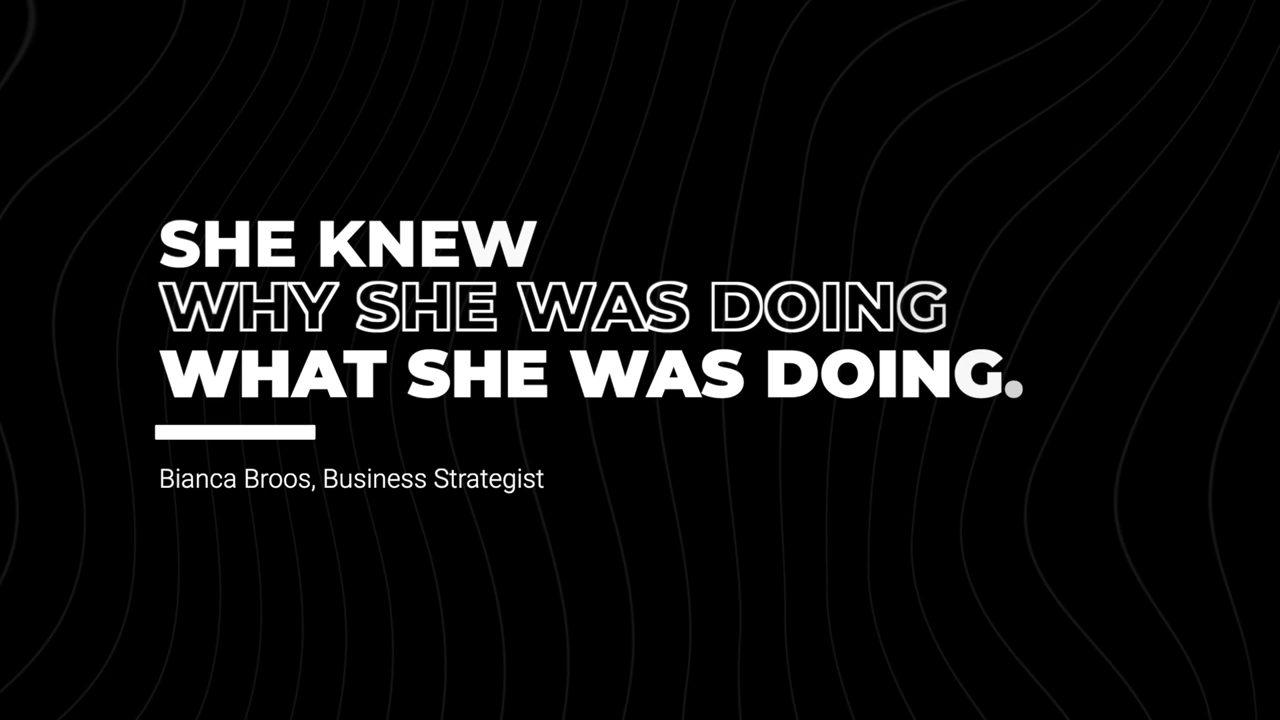 SHE KNEW
WHY SHE WAS DOING
WHAT SHE WAS DOING.
Bianca Broos, Business Strategist